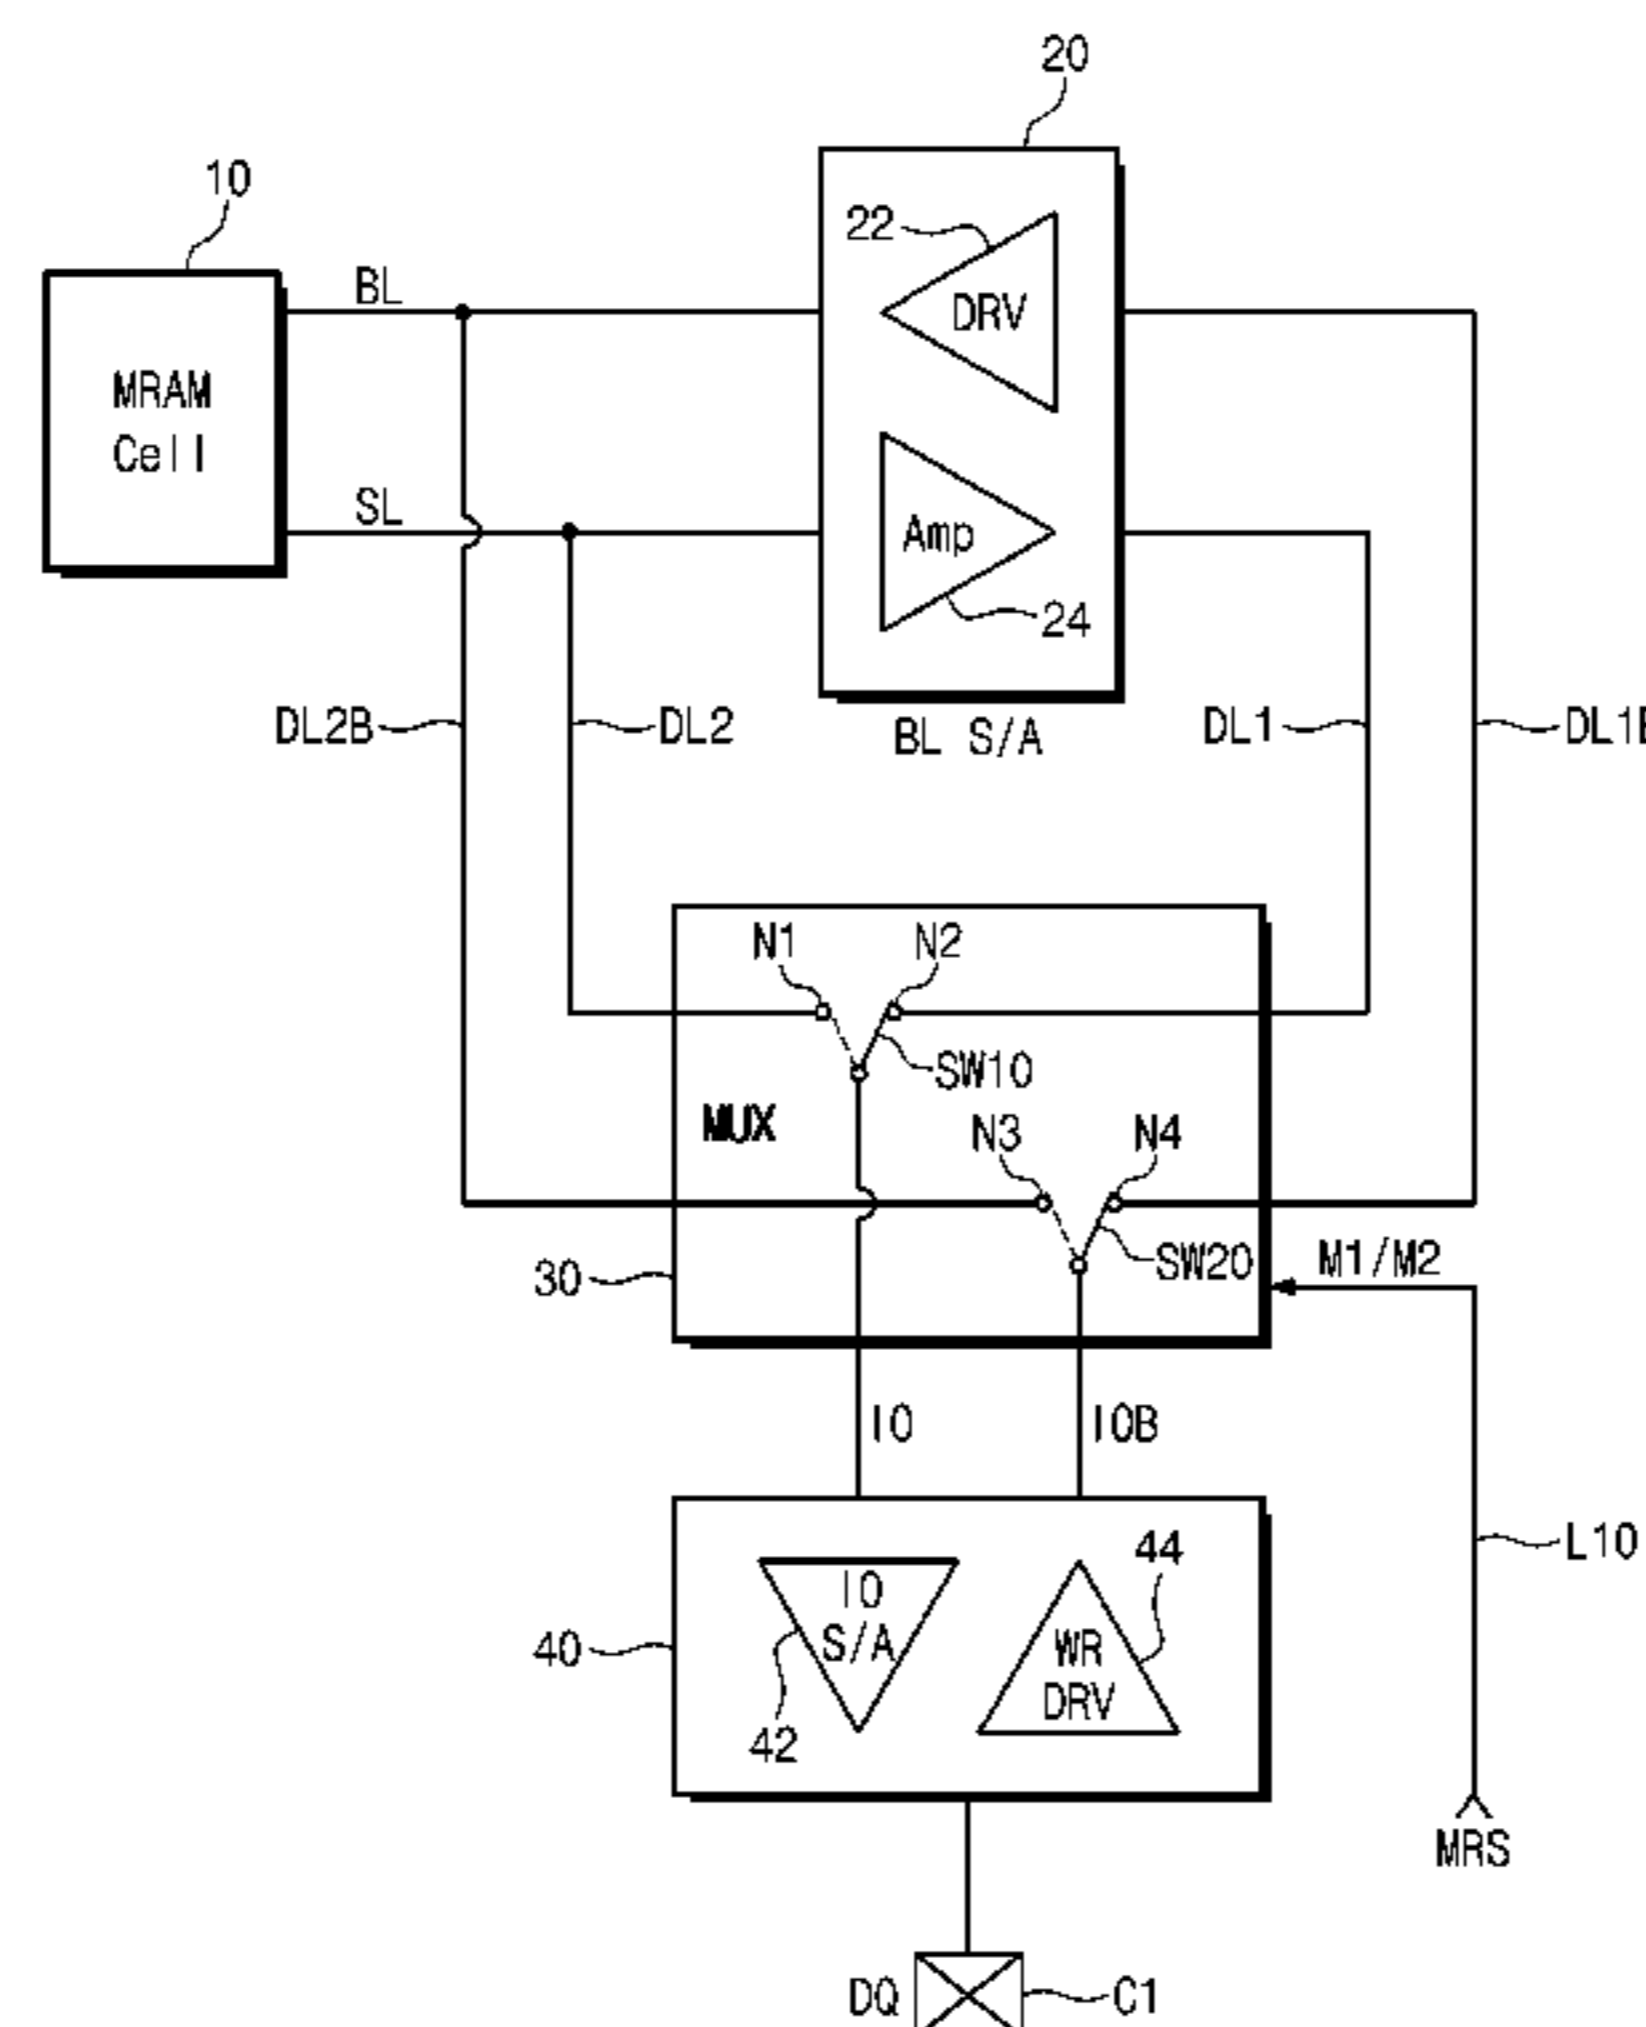 20
10
22
BL
DRV
MRAM
Cell
SL
Amp
24
DL2B
DL2
BL S/A
DL1
DL1
N1
N2
SW10
MUX
N3
N4
SW20
M1/M2
30
IO
IOB
44
L10
IO
S/A
WR
DRV
40
42
MRS
DQ
C1